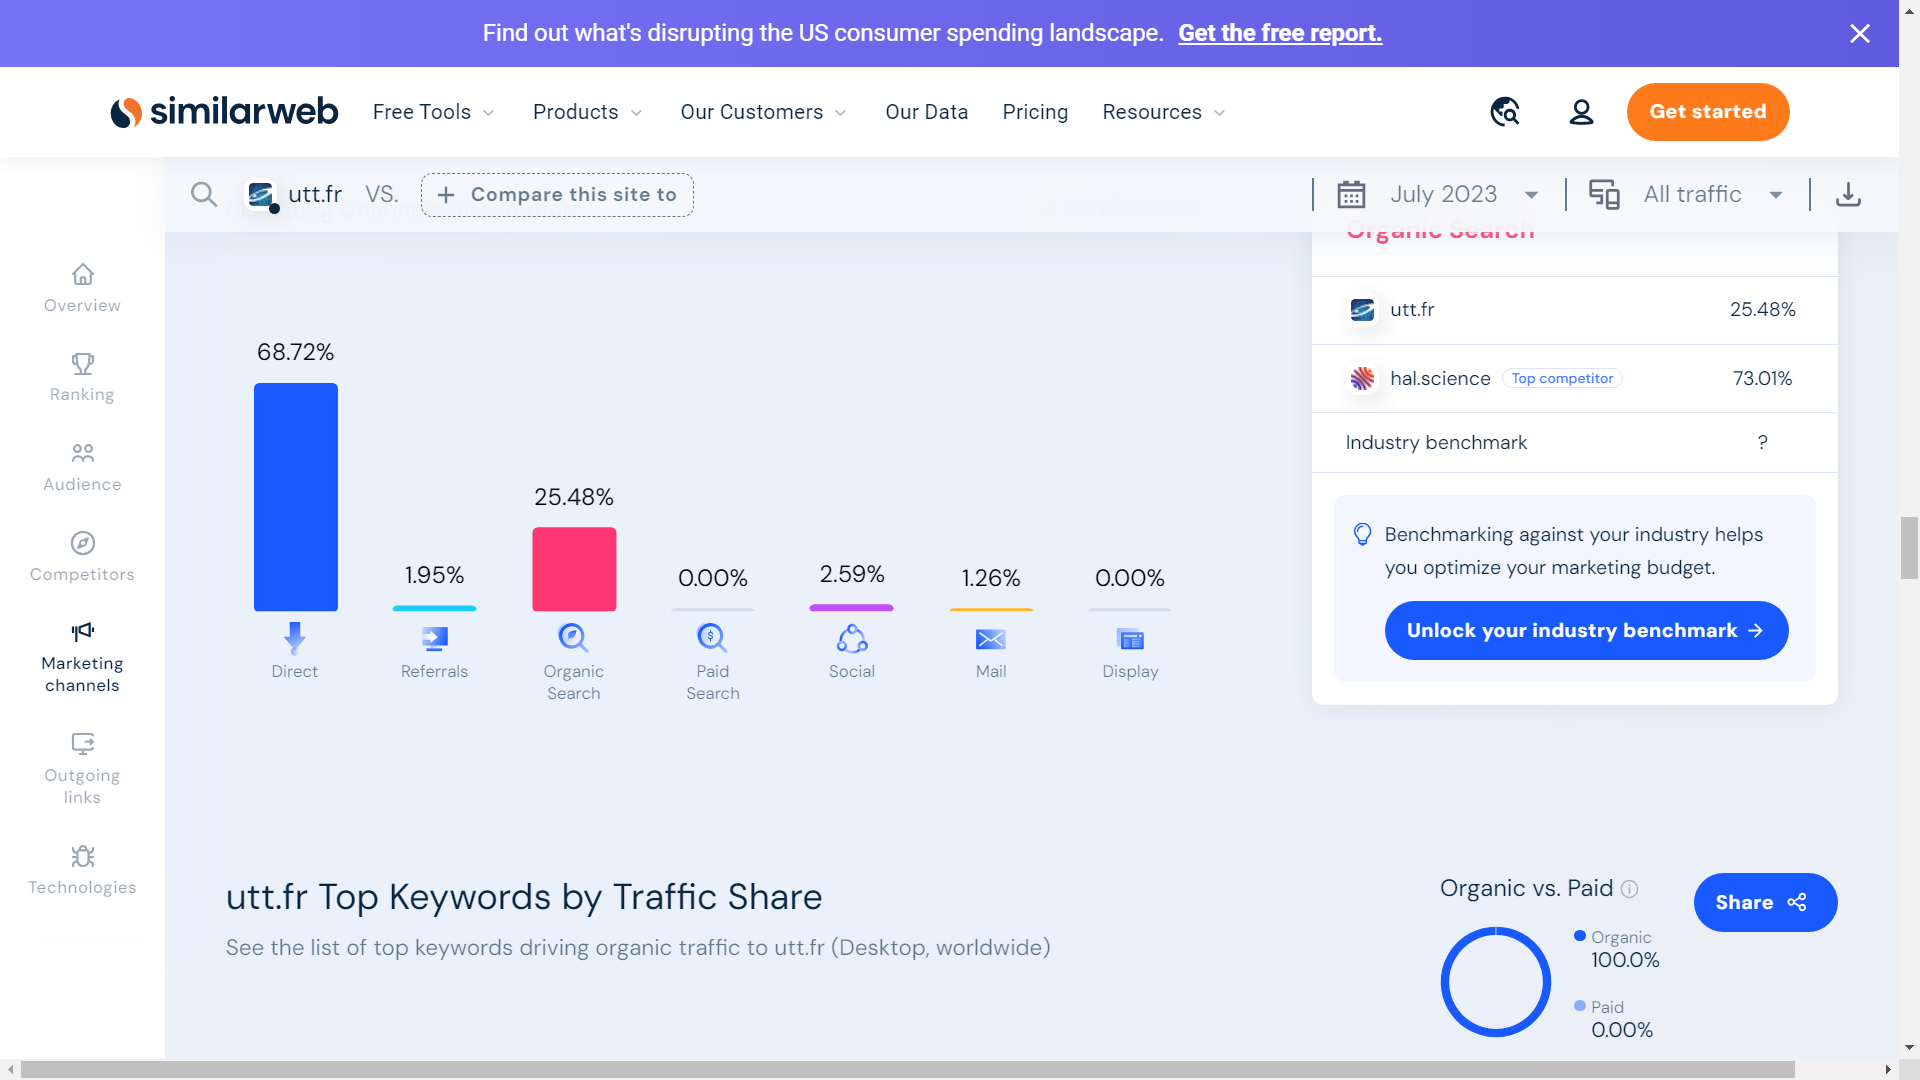 Find out what's disrupting the US consumer spending landscape. Get the free report.
similarweb Free Tools Products Our Customers Our Data Pricing Resources Get started
utt.fr VS. + Compare this site to July 2023 All traffic
Organic Search
utt.fr 25.48%
hal.science Top competitor 73.01%
Industry benchmark ?
Benchmarking against your industry helps
you optimize your marketing budget.
Unlock your industry benchmark →
Overview
Ranking
Audience
Competitors
Marketing
channels
Outgoing
links
Technologies
68.72%
1.95%
25.48%
0.00%
2.59%
1.26%
0.00%
Direct
Referrals
Organic
Search
Paid
Search
Social
Mail
Display
utt.fr Top Keywords by Traffic Share
See the list of top keywords driving organic traffic to utt.fr (Desktop, worldwide)
Organic vs. Paid
Share
Organic
100.0%
Paid
0.00%